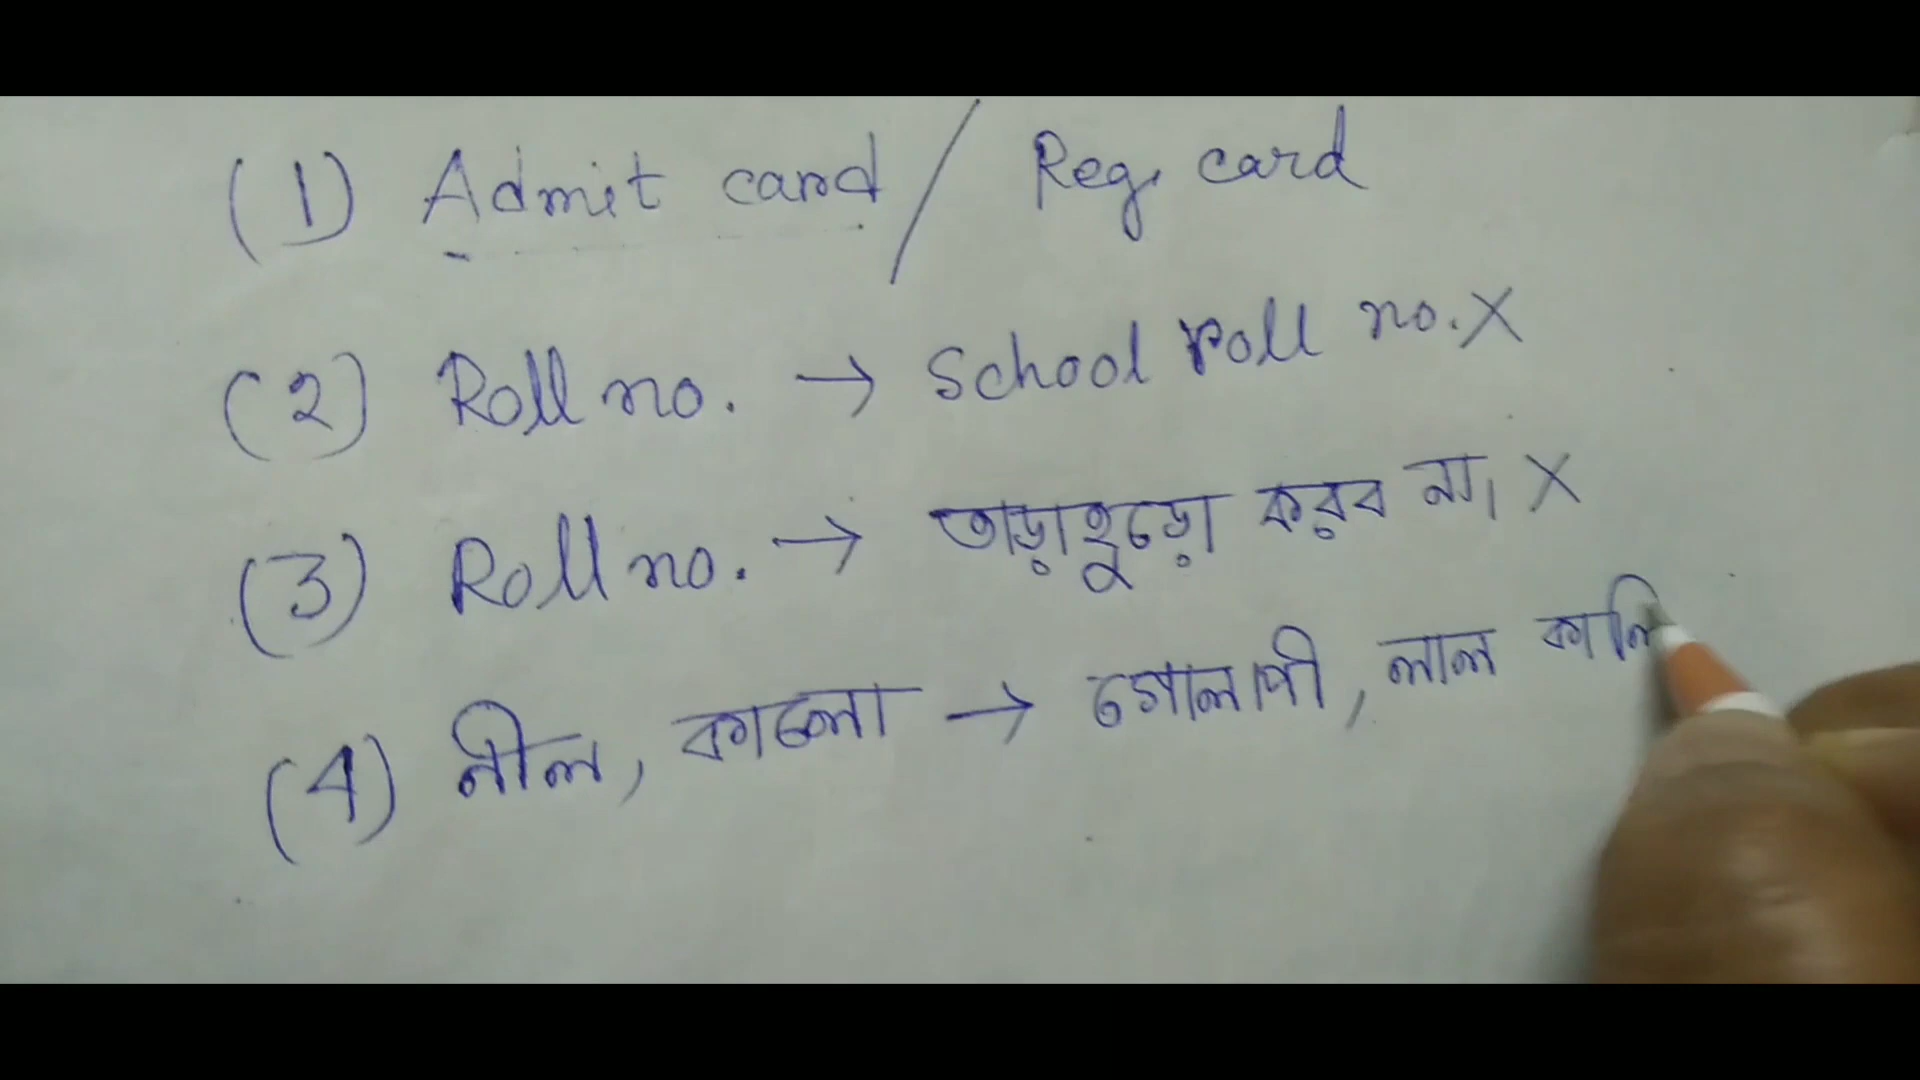 (1) Admit card / Reg. card
(2) Roll no. → School roll no. X
(3) Roll no. → তাড়াহুড়ো করব না। X
(4) নীল, কালো → গোলাপী, লাল কালি